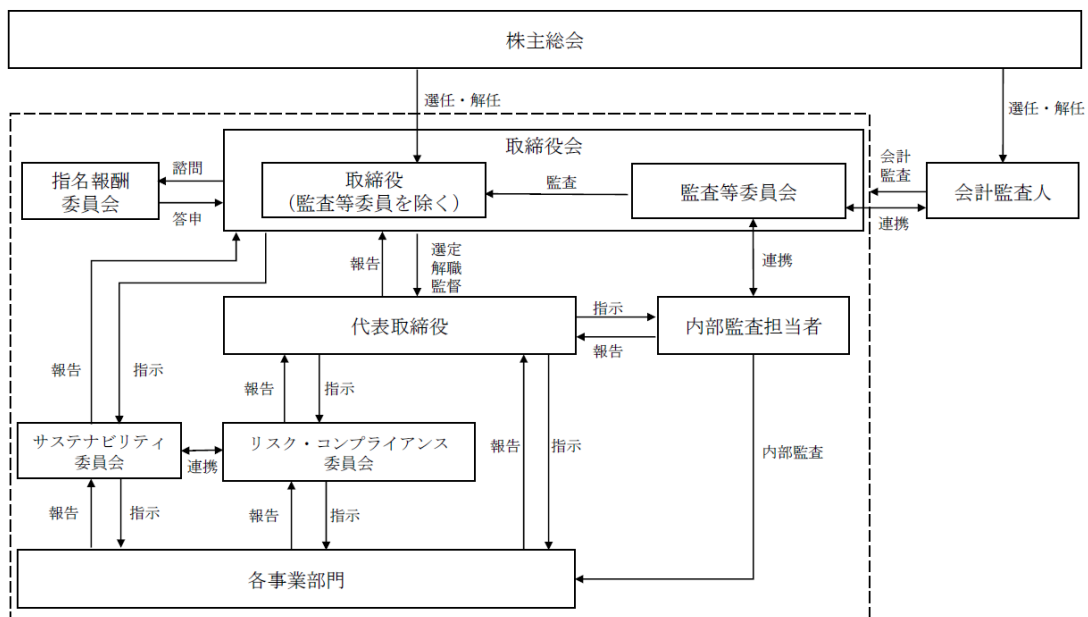 株主総会
選任・解任
選任・解任
取締役会
指名報酬
委員会
諮問
答申
取締役
（監査等委員を除く）
監査
監査等委員会
会計
監査
会計監査人
連携
報告
選定
解職
監督
連携
代表取締役
指示
報告
内部監査担当者
報告
指示
報告
指示
サステナビリティ
委員会
連携
リスク・コンプライアンス
委員会
報告
指示
内部監査
報告
指示
報告
指示
各事業部門